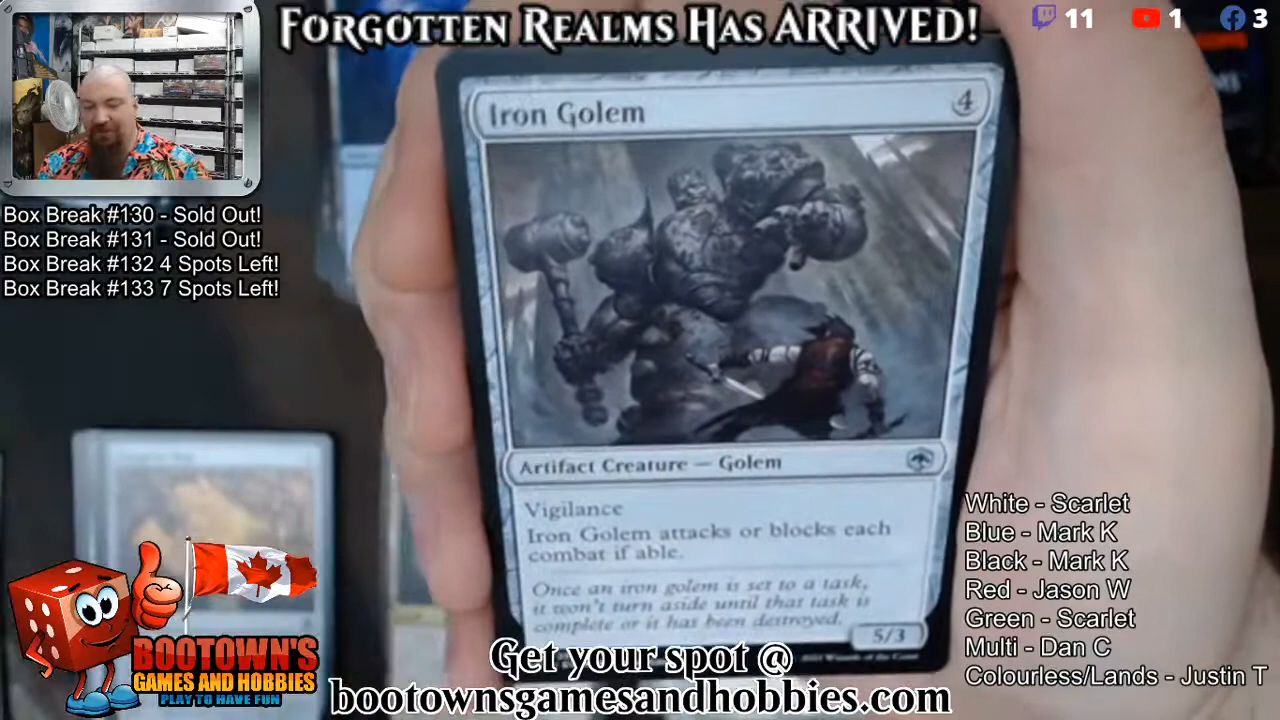 FORGOTTEN REALMS HAS ARRIVED!
11
1
3
Iron Golem
4
Box Break #130 - Sold Out!
Box Break #131 - Sold Out!
Box Break #132 4 Spots Left!
Box Break #133 7 Spots Left!
Artifact Creature — Golem
Vigilance
Iron Golem attacks or blocks each
combat if able.
Once an iron golem is set to a task,
it won't turn aside until that task is
complete or it has been destroyed.
5/3
White - Scarlet
Blue - Mark K
Black - Mark K
Red - Jason W
Green - Scarlet
Multi - Dan C
Colourless/Lands - Justin T
BOOTOWN'S
GAMES AND HOBBIES
PLAY TO HAVE FUN
Get your spot @
bootownsgamesandhobbies.com